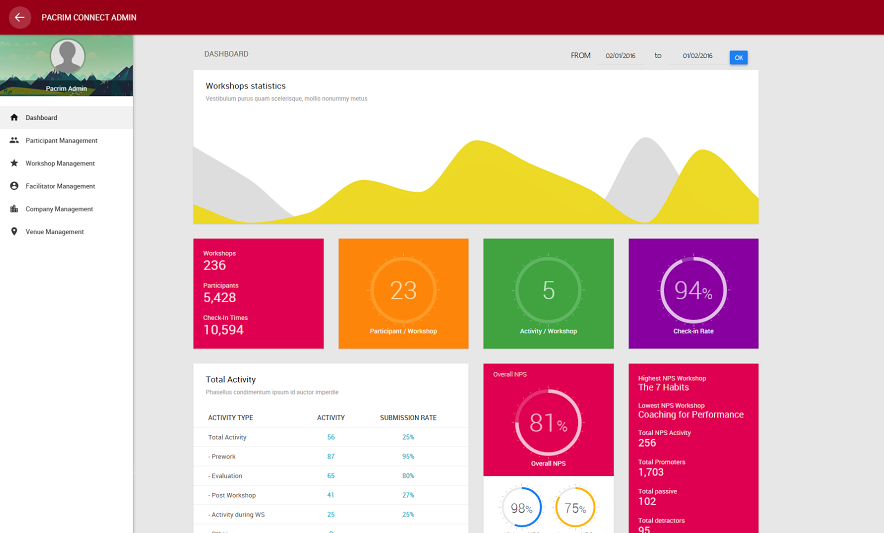 PACRIM CONNECT ADMIN
Pacrim Admin
Dashboard
Participant Management
Workshop Management
Facilitator Management
Company Management
Venue Management
DASHBOARD
FROM 02/01/2016 to 01/02/2016 OK
Workshops statistics
Vestibulum purus quam scelerisque, mollis nonummy metus
Workshops
236
Participants
5,428
Check-In Times
10,594
23
Participant / Workshop
5
Activity / Workshop
94%
Check-in Rate
Total Activity
Phasellus condimentum ipsum id auctor imperdie
ACTIVITY TYPE ACTIVITY SUBMISSION RATE
Total Activity 56 25%
- Prework 87 95%
- Evaluation 65 80%
- Post Workshop 41 27%
- Activity during WS 25 25%
Overall NPS
81%
Overall NPS
98% 75%
Highest NPS Workshop
The 7 Habits
Lowest NPS Workshop
Coaching for Performance
Total NPS Activity
256
Total Promoters
1,703
Total passive
102
Total detractors
95